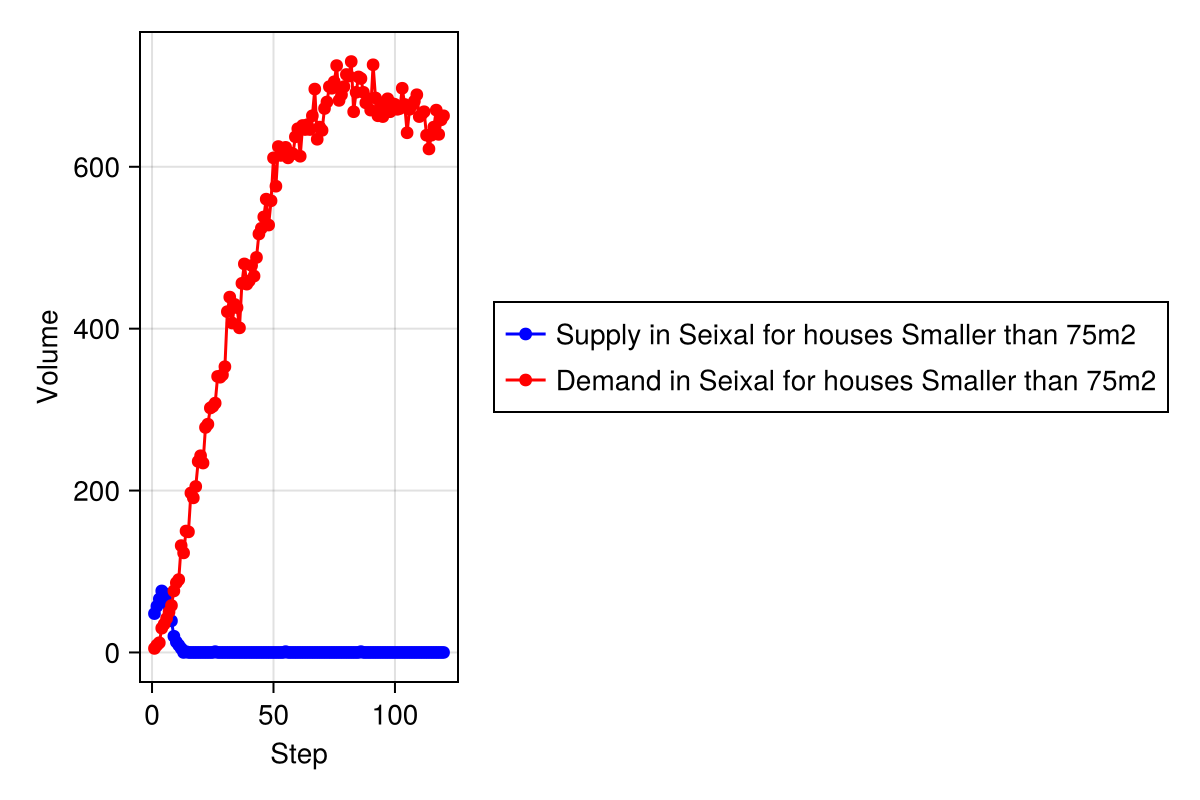 600
400
200
0
Volume
0 50 100
Step
Supply in Seixal for houses Smaller than 75m2
Demand in Seixal for houses Smaller than 75m2